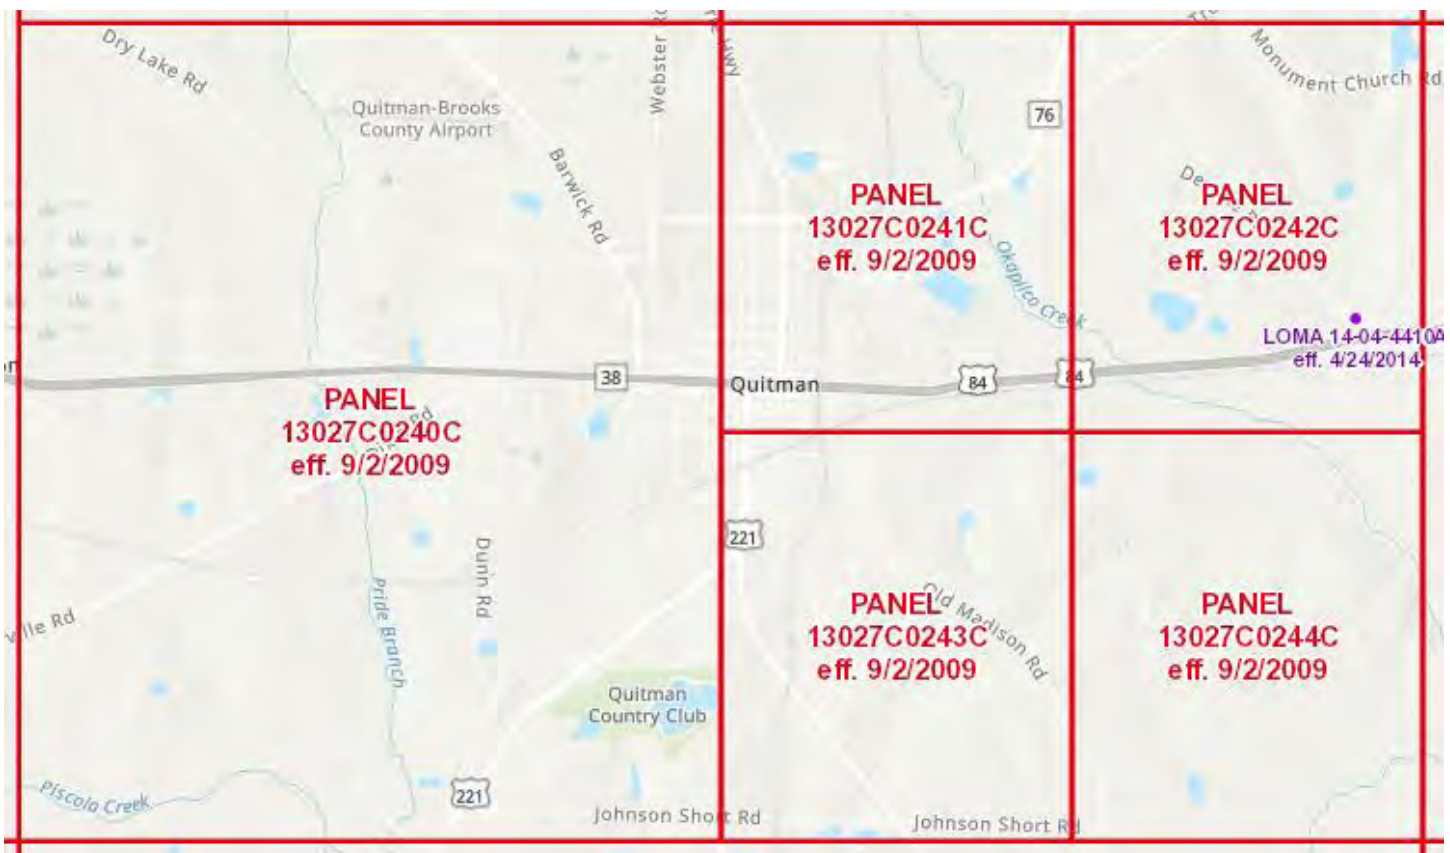 Dry Lake Rd
Quitman-Brooks
County Airport
Webster
Hwy
Monument Church Rd
76
Barwick Rd
PANEL
13027C0241C
eff. 9/2/2009
PANEL
13027C0242C
eff. 9/2/2009
Okapilco Creek
LOMA 14-04-4410A
eff. 4/24/2014
38
Quitman
84
84
PANEL
13027C0240C
eff. 9/2/2009
221
Dunn Rd
Pride Branch
ville Rd
PANEL
13027C0243C
eff. 9/2/2009
Old Madison Rd
PANEL
13027C0244C
eff. 9/2/2009
Quitman
Country Club
Piscola Creek
221
Johnson Short Rd
Johnson Short Rd